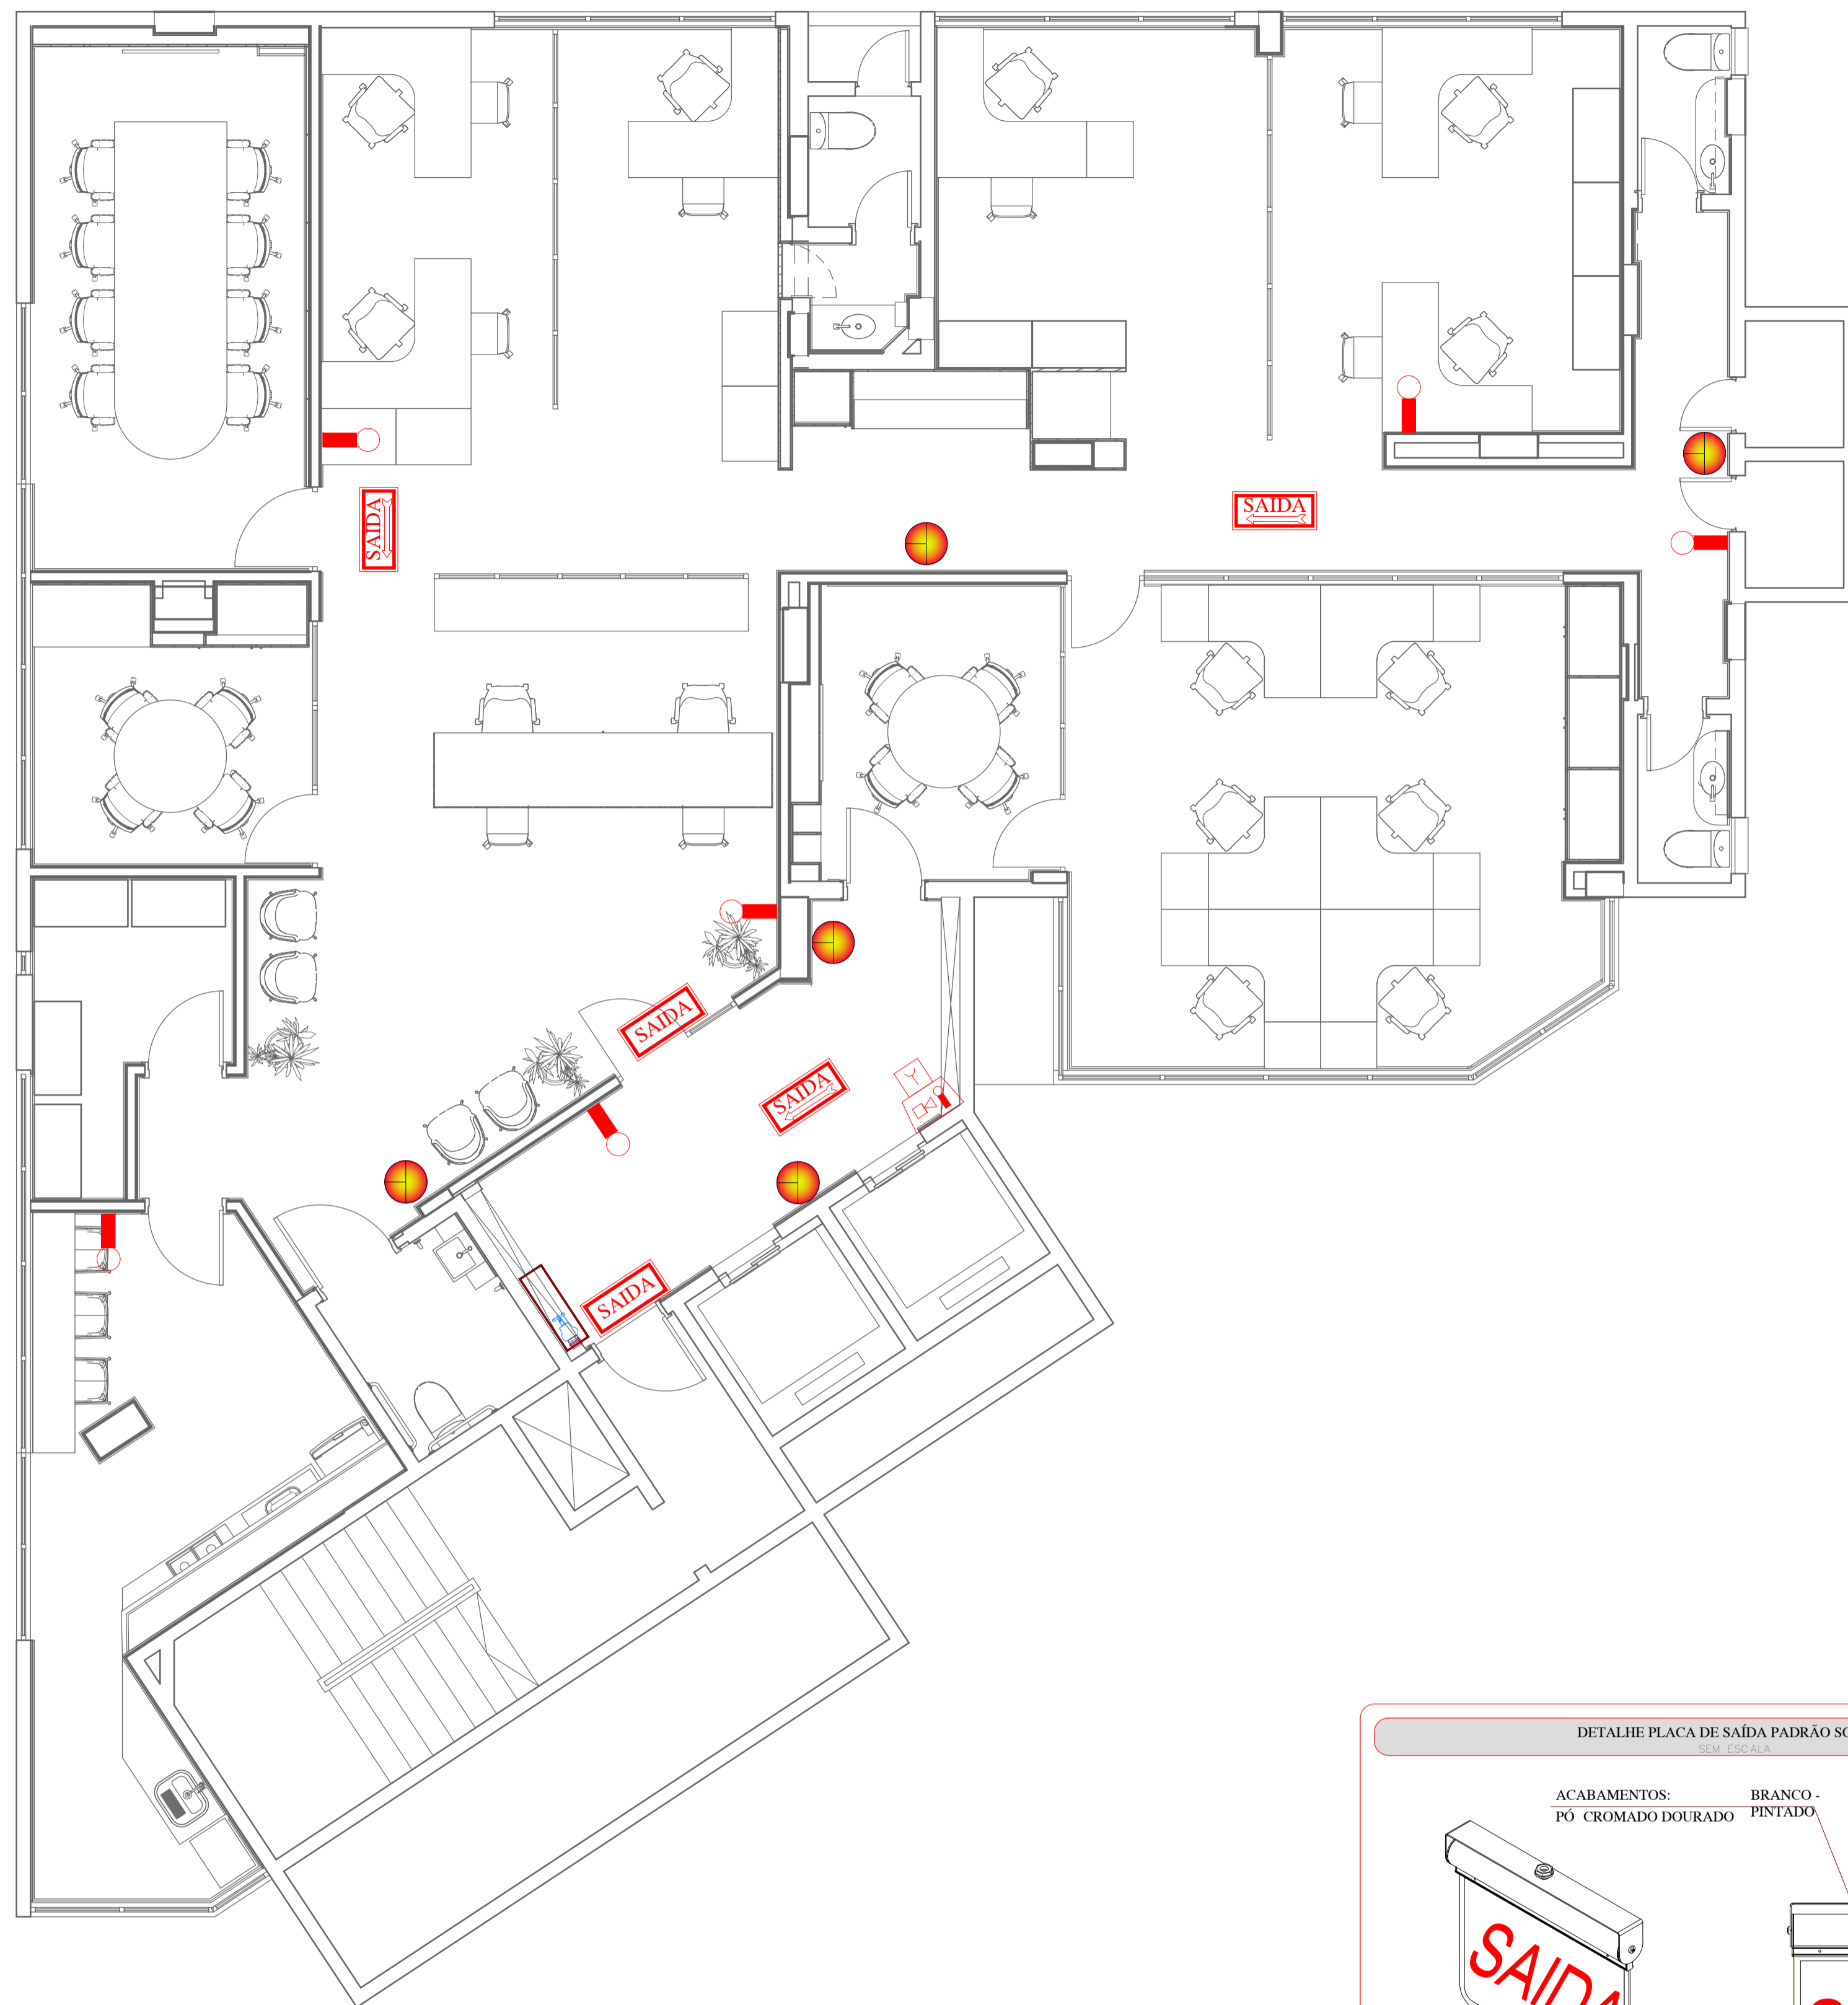 SAIDA
SAIDA
SAIDA
SAIDA
SAIDA
DETALHE PLACA DE SAÍDA PADRÃO
SEM ESCALA
ACABAMENTOS:
BRANCO -
PÓ CROMADO DOURADO
PINTADO
SAIDA